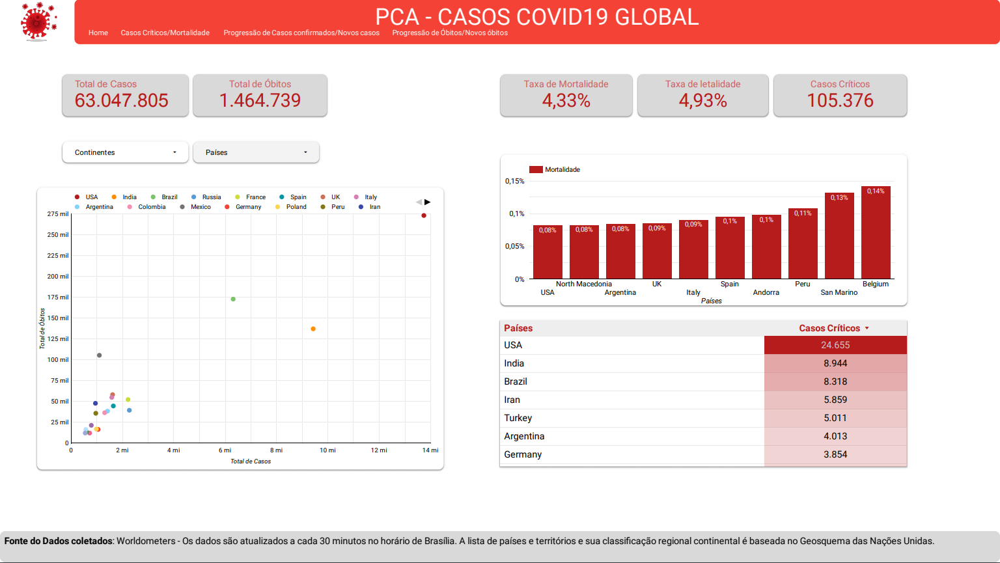 PCA - CASOS COVID19 GLOBAL
Home Casos Críticos/Mortalidade Progressão de Casos confirmados/Novos casos Progressão de Óbitos/Novos óbitos
Total de Casos
63.047.805
Total de Óbitos
1.464.739
Taxa de Mortalidade
4,33%
Taxa de letalidade
4,93%
Casos Críticos
105.376
Continentes
Países
USA India Brazil Russia France Spain UK Italy
Argentina Colombia Mexico Germany Poland Peru Iran
275 mil
250 mil
225 mil
200 mil
175 mil
150 mil
125 mil
100 mil
75 mil
50 mil
25 mil
0
Total de Óbitos
0 2 mi 4 mi 6 mi 8 mi 10 mi 12 mi 14 mi
Total de Casos
Mortalidade
0,15%
0,1%
0,05%
0%
0,08% 0,08% 0,08% 0,09% 0,09% 0,1% 0,1% 0,11% 0,13% 0,14%
North Macedonia UK Spain Peru Belgium
USA Argentina Italy Andorra San Marino
Países
Países Casos Críticos
USA 24.655
India 8.944
Brazil 8.318
Iran 5.859
Turkey 5.011
Argentina 4.013
Germany 3.854
Fonte do Dados coletados: Worldometers - Os dados são atualizados a cada 30 minutos no horário de Brasília. A lista de países e territórios e sua classificação regional continental é baseada no Geosquema das Nações Unidas.